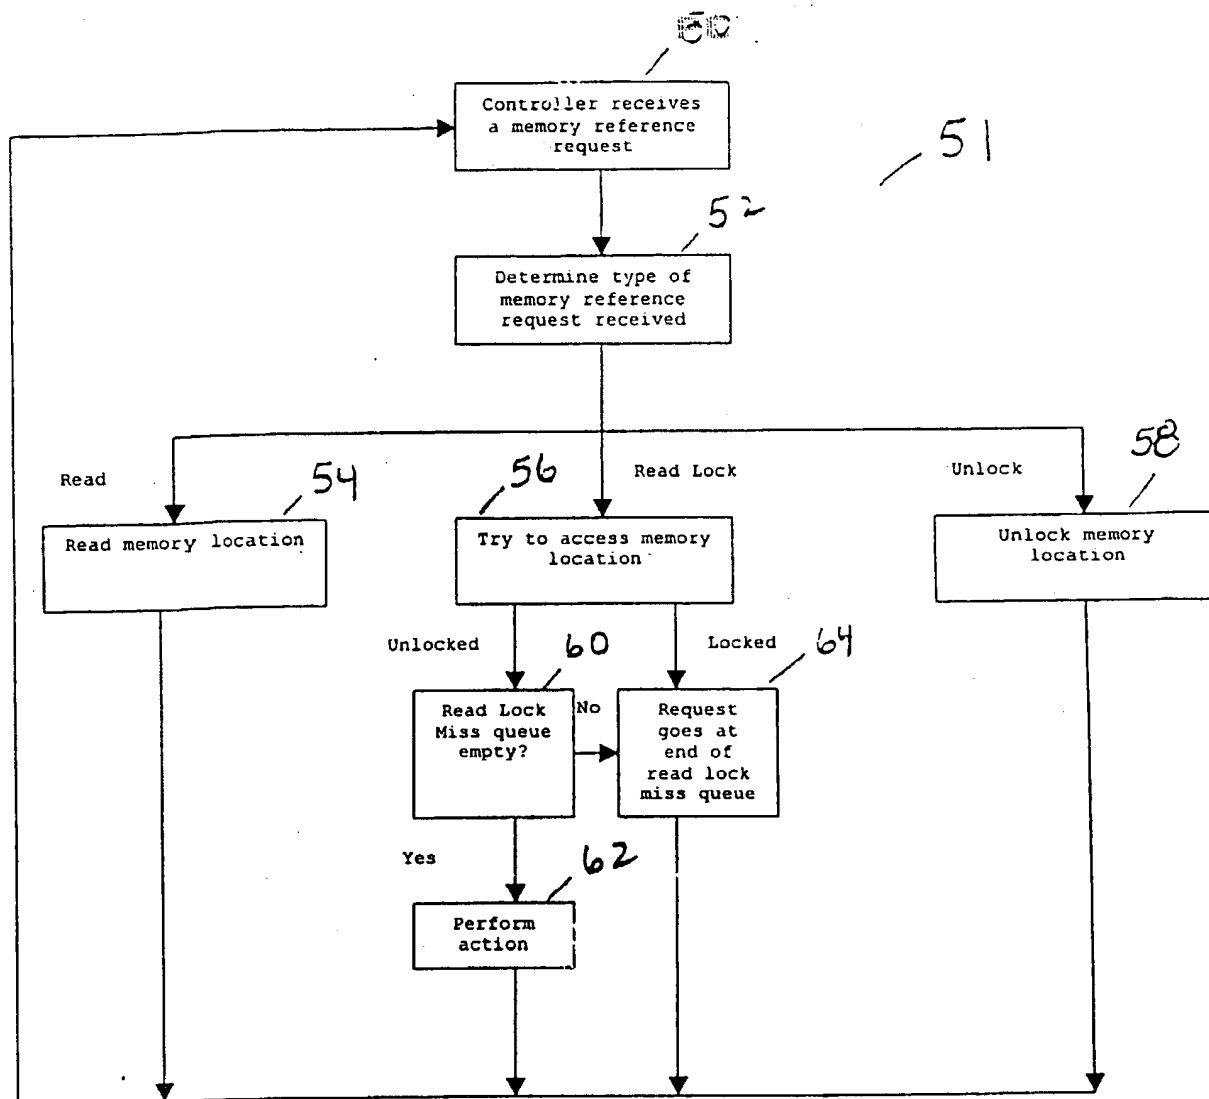 Controller receives
a memory reference
request
51
52
Determine type of
memory reference
request received
Read
54
56
Read Lock
Unlock
58
Read memory location
Try to access memory
location
Unlock memory
location
Unlocked
60
Locked
64
Read Lock
Miss queue
empty?
No
Request
goes at
end of
read lock
miss queue
Yes
62
Perform
action